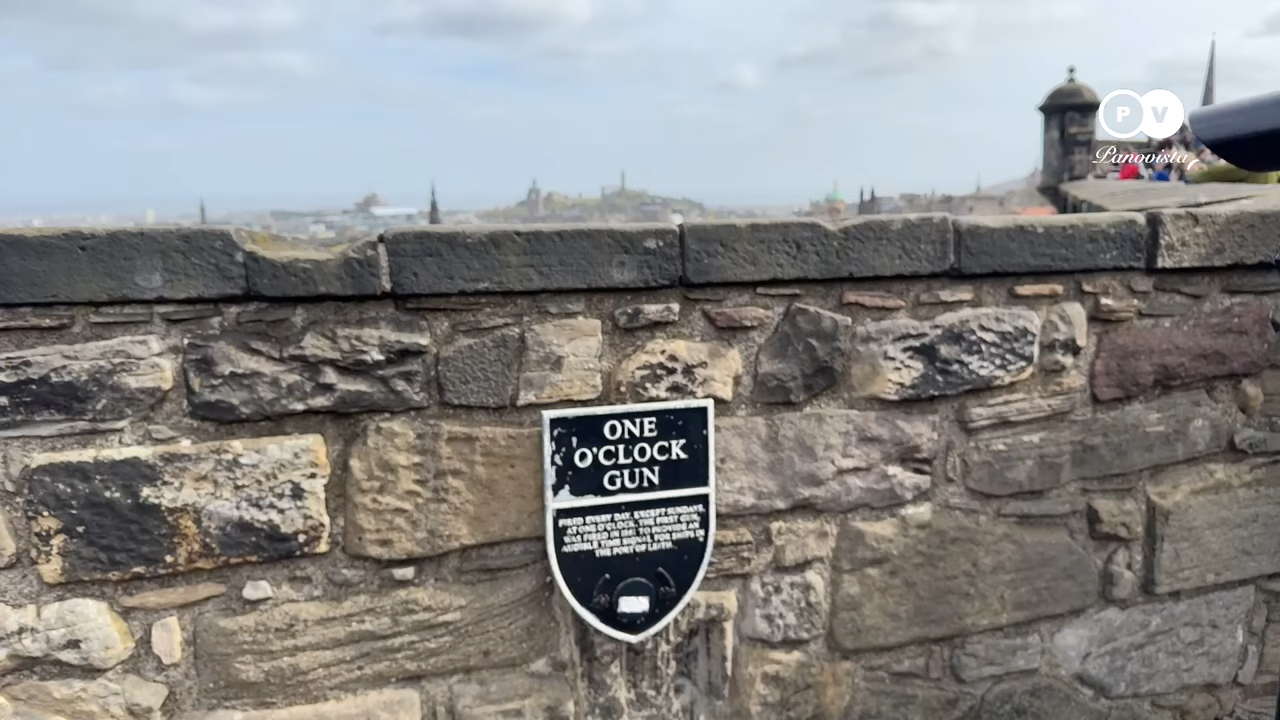 P V
Panovista
ONE
O'CLOCK
GUN
FIRED EVERY DAY, EXCEPT SUNDAYS,
AT ONE O'CLOCK. THE FIRST GUN,
WAS FIRED IN 1861 TO PROVIDE AN
AUDIBLE TIME SIGNAL FOR SHIPS IN
THE PORT OF LEITH.